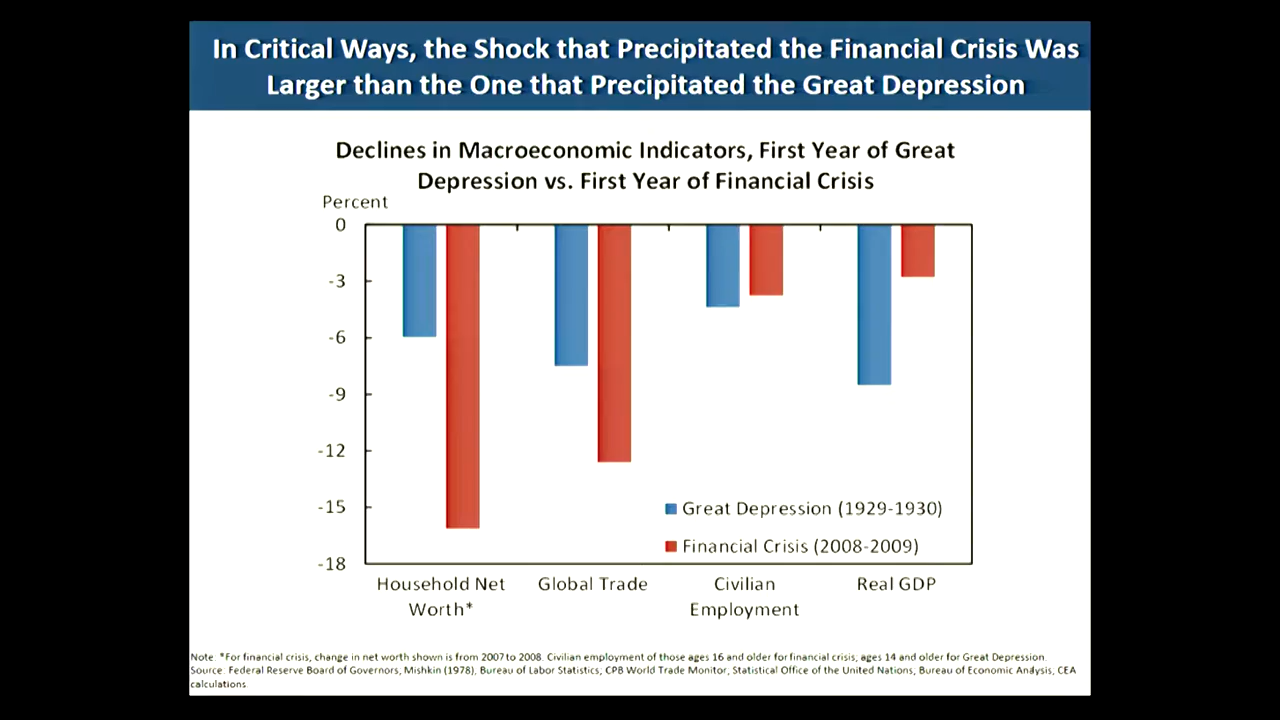 In Critical Ways, the Shock that Precipitated the Financial Crisis Was
Larger than the One that Precipitated the Great Depression
Declines in Macroeconomic Indicators, First Year of Great
Depression vs. First Year of Financial Crisis
Percent
0
-3
-6
-9
-12
-15
-18
Great Depression (1929-1930)
Financial Crisis (2008-2009)
Household Net
Worth*
Global Trade
Civilian
Employment
Real GDP
Note: *For financial crisis, change in net worth shown is from 2007 to 2008. Civilian employment of those ages 16 and older for financial crisis; ages 14 and older for Great Depression.
Source: Federal Reserve Board of Governors, Mishkin (1978), Bureau of Labor Statistics, CPB World Trade Monitor, Statistical Office of the United Nations, Bureau of Economic Analysis, CEA
calculations